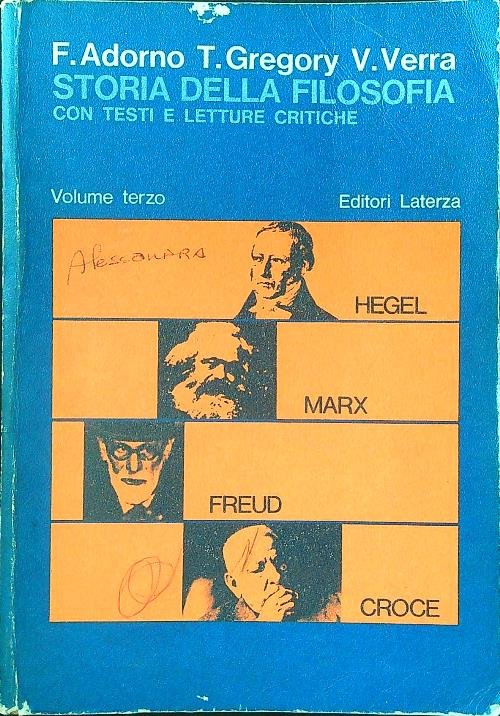 F. Adorno T. Gregory V. Verra
STORIA DELLA FILOSOFIA
CON TESTI E LETTURE CRITICHE
Volume terzo Editori Laterza
HEGEL
MARX
FREUD
CROCE